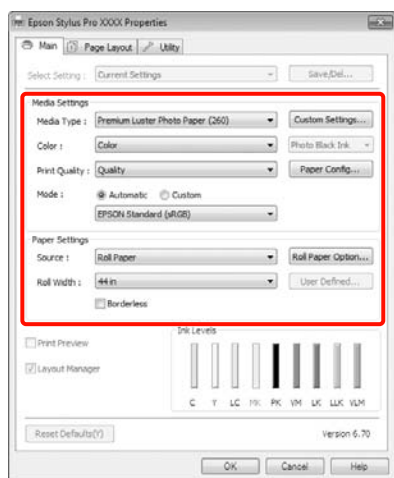 Epson Stylus Pro XXXX Properties
Main Page Layout Utility
Select Setting : Current Settings Save/Del...
Media Settings
Media Type : Premium Luster Photo Paper (260) Custom Settings...
Color : Color Photo Black Ink
Print Quality : Quality Paper Config...
Mode : Automatic Custom
EPSON Standard (sRGB)
Paper Settings
Source : Roll Paper Roll Paper Option...
Roll Width : 44 in User Defined...
Borderless
Ink Levels
Print Preview
Layout Manager
C Y LC MK PK VM LK LLK VLM
Reset Defaults(Y) Version 6.70
OK Cancel Help